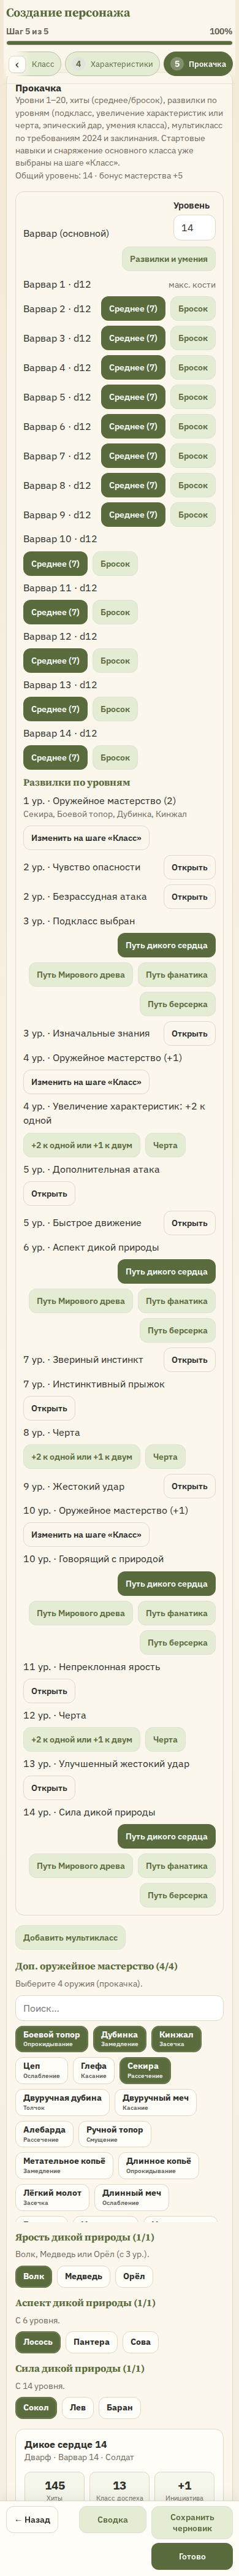 Создание персонажа
Шаг 5 из 5 100%
‹ Класс 4 Характеристики 5 Прокачка
Прокачка
Уровни 1–20, хиты (среднее/бросок), развилки по
уровням (подкласс, увеличение характеристик или
черта, эпический дар, умения класса), мультикласс
по требованиям 2024 и заклинания. Стартовые
навыки и снаряжение основного класса уже
выбраны на шаге «Класс».
Общий уровень: 14 · бонус мастерства +5
Уровень
Варвар (основной) 14
Развилки и умения
Варвар 1 · d12 макс. кости
Варвар 2 · d12 Среднее (7) Бросок
Варвар 3 · d12 Среднее (7) Бросок
Варвар 4 · d12 Среднее (7) Бросок
Варвар 5 · d12 Среднее (7) Бросок
Варвар 6 · d12 Среднее (7) Бросок
Варвар 7 · d12 Среднее (7) Бросок
Варвар 8 · d12 Среднее (7) Бросок
Варвар 9 · d12 Среднее (7) Бросок
Варвар 10 · d12
Среднее (7) Бросок
Варвар 11 · d12
Среднее (7) Бросок
Варвар 12 · d12
Среднее (7) Бросок
Варвар 13 · d12
Среднее (7) Бросок
Варвар 14 · d12
Среднее (7) Бросок
Развилки по уровням
1 ур. · Оружейное мастерство (2)
Секира, Боевой топор, Дубинка, Кинжал
Изменить на шаге «Класс»
2 ур. · Чувство опасности Открыть
2 ур. · Безрассудная атака Открыть
3 ур. · Подкласс выбран
Путь дикого сердца
Путь Мирового древа Путь фанатика
Путь берсерка
3 ур. · Изначальные знания Открыть
4 ур. · Оружейное мастерство (+1)
Изменить на шаге «Класс»
4 ур. · Увеличение характеристик: +2 к
одной
+2 к одной или +1 к двум Черта
5 ур. · Дополнительная атака
Открыть
5 ур. · Быстрое движение Открыть
6 ур. · Аспект дикой природы
Путь дикого сердца
Путь Мирового древа Путь фанатика
Путь берсерка
7 ур. · Звериный инстинкт Открыть
7 ур. · Инстинктивный прыжок
Открыть
8 ур. · Черта
+2 к одной или +1 к двум Черта
9 ур. · Жестокий удар Открыть
10 ур. · Оружейное мастерство (+1)
Изменить на шаге «Класс»
10 ур. · Говорящий с природой
Путь дикого сердца
Путь Мирового древа Путь фанатика
Путь берсерка
11 ур. · Непреклонная ярость
Открыть
12 ур. · Черта
+2 к одной или +1 к двум Черта
13 ур. · Улучшенный жестокий удар
Открыть
14 ур. · Сила дикой природы
Путь дикого сердца
Путь Мирового древа Путь фанатика
Путь берсерка
Добавить мультикласс
Доп. оружейное мастерство (4/4)
Выберите 4 оружия (прокачка).
Поиск...
Боевой топор Дубинка Кинжал
Опрокидывание Замедление Засечка
Цеп Глефа Секира
Ослабление Касание Рассечение
Двуручная дубина Двуручный меч
Толчок Касание
Алебарда Ручной топор
Рассечение Смущение
Метательное копьё Длинное копьё
Замедление Опрокидывание
Лёгкий молот Длинный меч
Засечка Ослабление
Ярость дикой природы (1/1)
Волк, Медведь или Орёл (с 3 ур.).
Волк Медведь Орёл
Аспект дикой природы (1/1)
С 6 уровня.
Лосось Пантера Сова
Сила дикой природы (1/1)
С 14 уровня.
Сокол Лев Баран
Дикое сердце 14
Дварф · Варвар 14 · Солдат
145 13 +1
Хиты Класс доспеха Инициатива
← Назад Сводка Сохранить
черновик
Готово